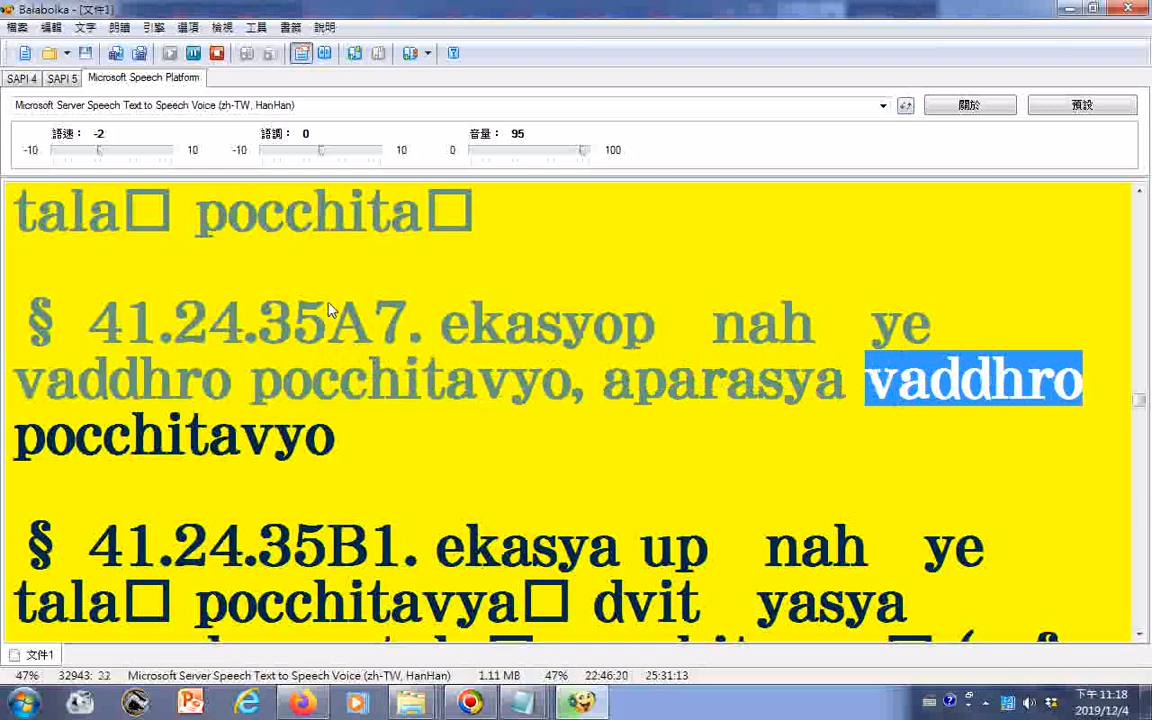 Balabolka - [文件1]
檔案 編輯 文字 朗讀 引擎 選項 檢視 工具 書籤 說明
SAPI 4 SAPI 5 Microsoft Speech Platform
Microsoft Server Speech Text to Speech Voice (zh-TW, HanHan) 關於 預設
語速： -2 語調： 0 音量： 95
-10 10 -10 10 0 100
tala□ pocchita□
§ 41.24.35A7. ekasyop nah ye
vaddhro pocchitavyo, aparasya vaddhro
pocchitavyo
§ 41.24.35B1. ekasya up nah ye
tala□ pocchitavya□ dvit yasya
文件1
47% 32943: 22 Microsoft Server Speech Text to Speech Voice (zh-TW, HanHan) 1.11 MB 47% 22:46:20 25:31:13
下午 11:18
2019/12/4